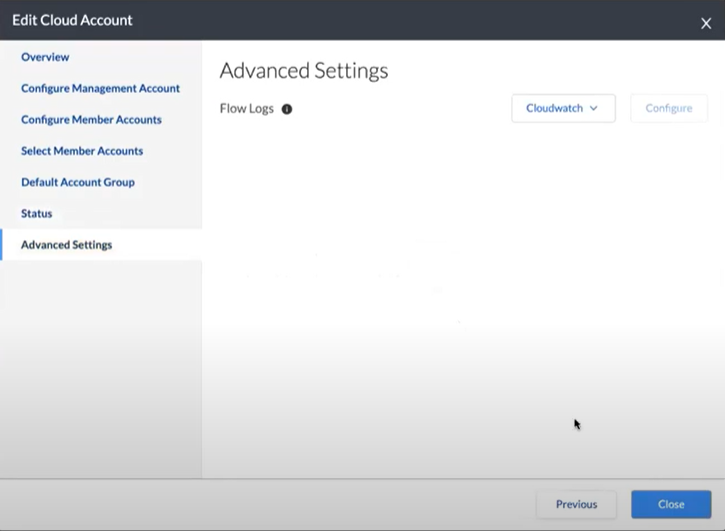 Edit Cloud Account
X
Overview
Configure Management Account
Configure Member Accounts
Select Member Accounts
Default Account Group
Status
Advanced Settings
Advanced Settings
Flow Logs
Cloudwatch
Configure
Previous
Close